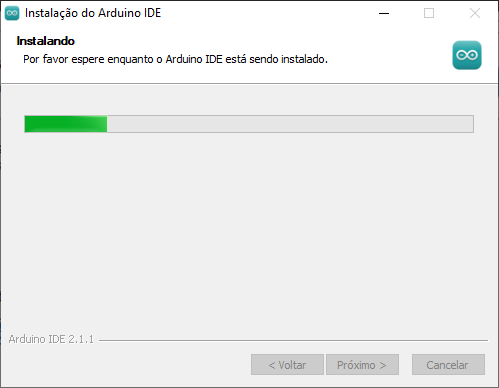 Instalação do Arduino IDE
Instalando
Por favor espere enquanto o Arduino IDE está sendo instalado.
Arduino IDE 2.1.1
< Voltar
Próximo >
Cancelar